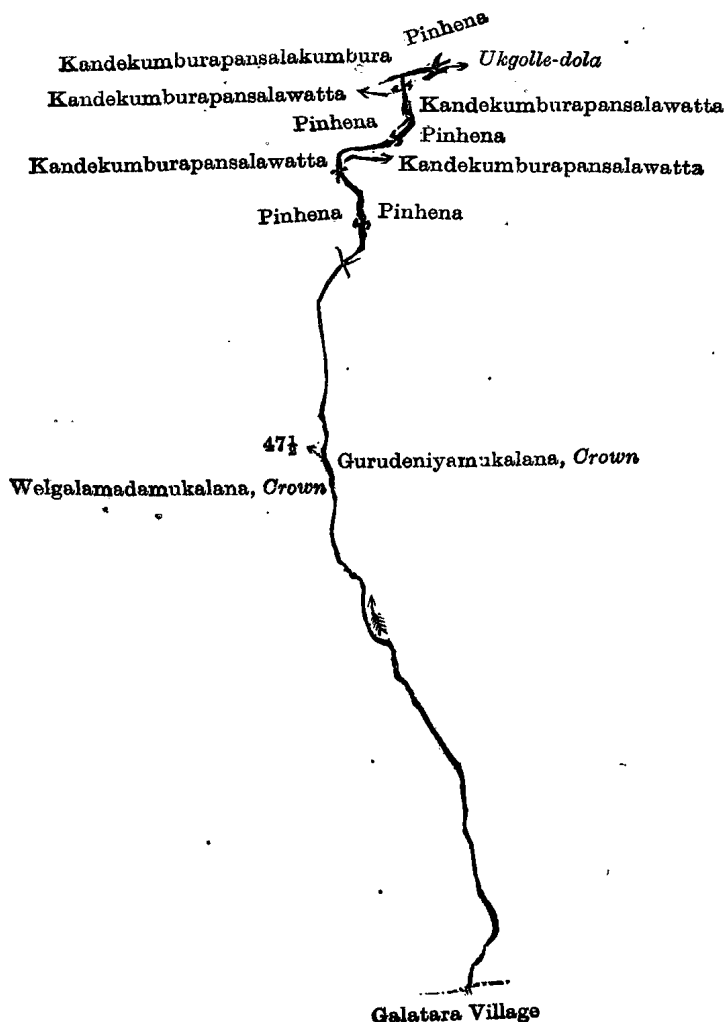 Pinhena
Kandekumburapansalakumbura
Ukgolle-dola
Kandekumburapansalawatta
Kandekumburapansalawatta
Pinhena
Pinhena
Kandekumburapansalawatta
Kandekumburapansalawatta
Pinhena
Pinhena
47½
Gurudeniyamukalana, Crown
Welgalamadamukalana, Crown
Galatara Village